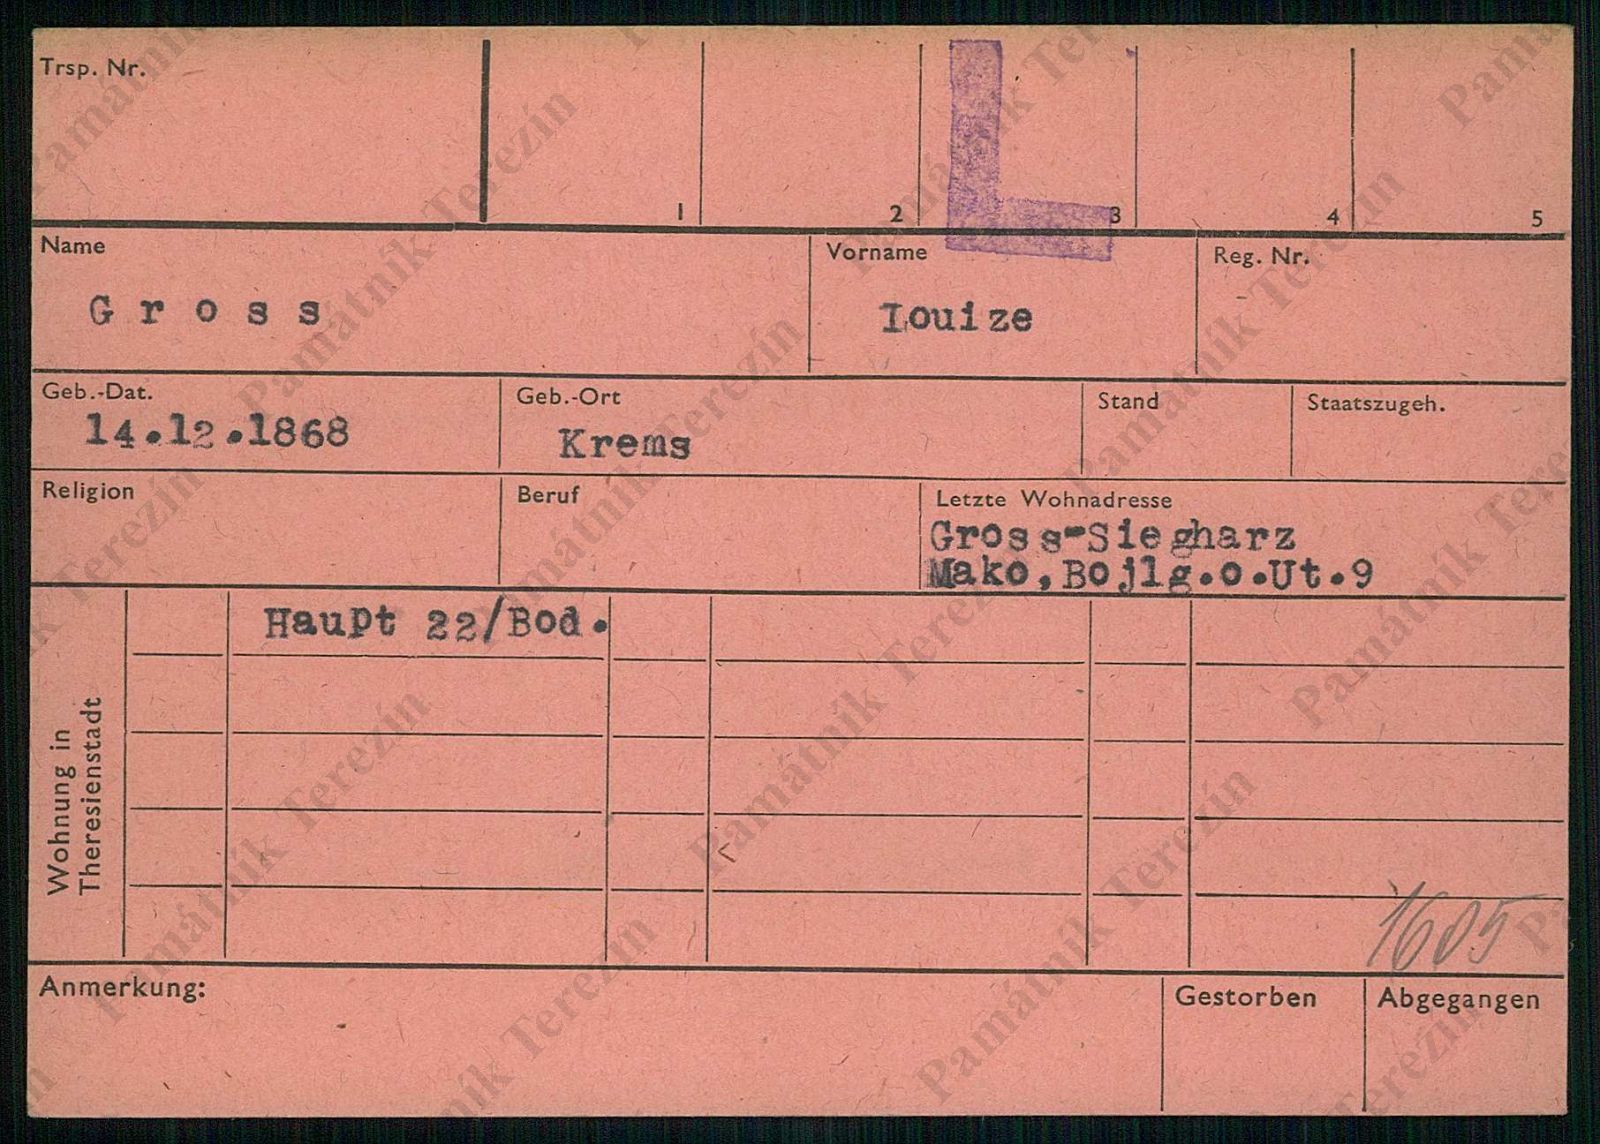 Trsp. Nr.
1
2
L
3
4
5
Name
Gross
Vorname
Louize
Reg. Nr.
Geb.-Dat.
14.12.1868
Geb.-Ort
Krems
Stand
Staatszugeh.
Religion
Beruf
Letzte Wohnadresse
Gross-Siegharz
Mako, Bojlg.o.Ut.9
Wohnung in
Theresienstadt
Haupt 22/Bod.
1605
Anmerkung:
Gestorben
Abgegangen
Památník Terezín